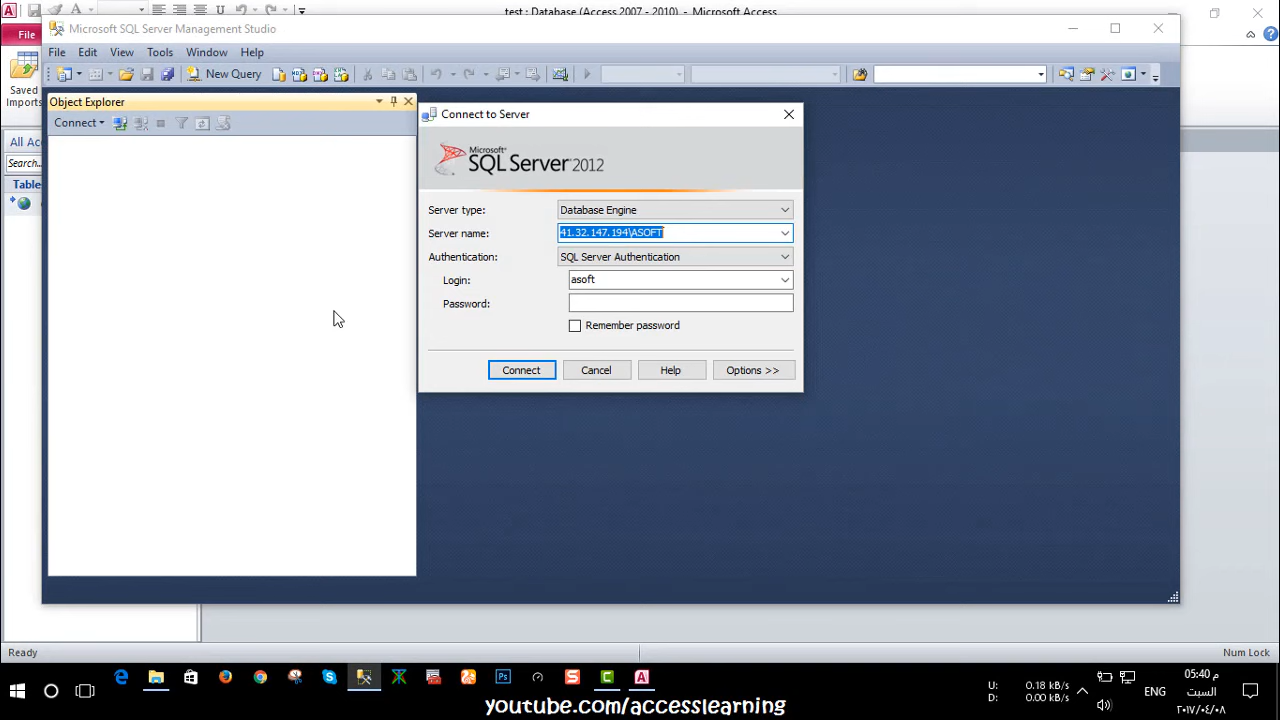 test : Database (Access 2007 - 2010) - Microsoft Access
File
Saved
Imports
All Ac
Search..
Table
Microsoft SQL Server Management Studio
File Edit View Tools Window Help
New Query
Object Explorer
Connect
Connect to Server
Microsoft
SQL Server 2012
Server type: Database Engine
Server name: 41.32.147.194\ASOFT
Authentication: SQL Server Authentication
Login: asoft
Password:
Remember password
Connect Cancel Help Options >>
Ready Num Lock
U: 0.18 kB/s
D: 0.00 kB/s
ENG
05:40 م
السبت
٢٠١٧/٠٤/٠٨
youtube.com/accesslearning